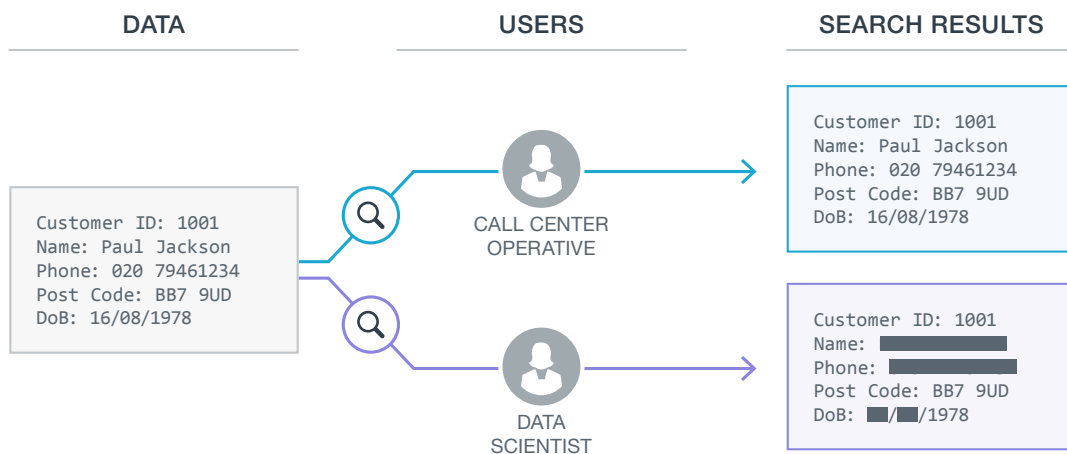 DATA
USERS
SEARCH RESULTS
Customer ID: 1001
Name: Paul Jackson
Phone: 020 79461234
Post Code: BB7 9UD
DoB: 16/08/1978
CALL CENTER
OPERATIVE
DATA
SCIENTIST
Customer ID: 1001
Name: Paul Jackson
Phone: 020 79461234
Post Code: BB7 9UD
DoB: 16/08/1978
Customer ID: 1001
Name:
Phone:
Post Code: BB7 9UD
DoB: / /1978